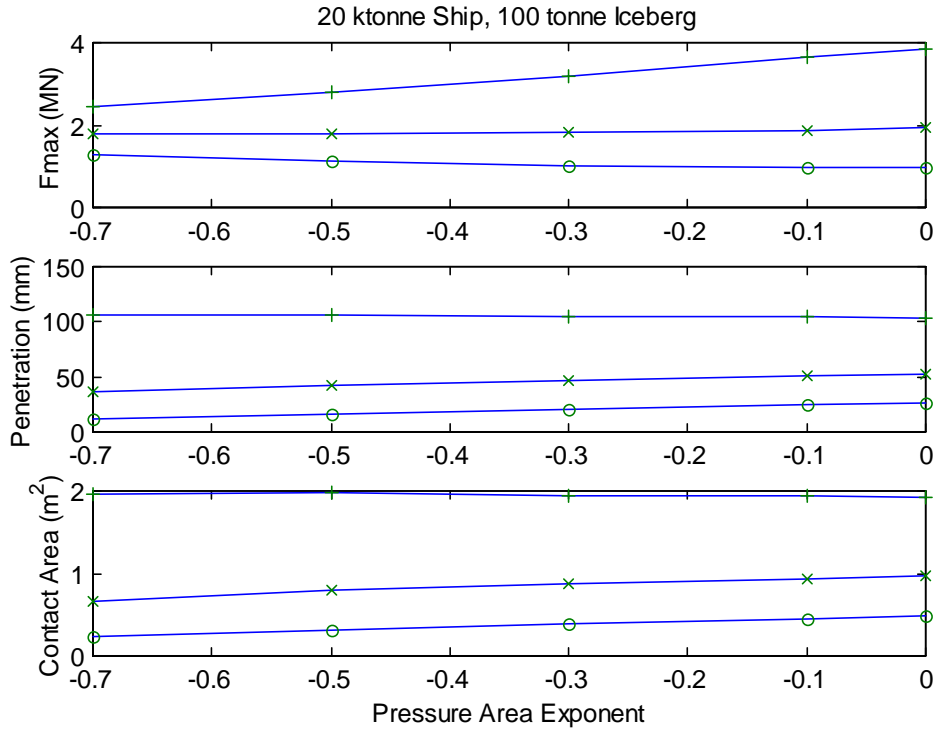 20 ktonne Ship, 100 tonne Iceberg
4
2
0
Fmax (MN)
-0.7 -0.6 -0.5 -0.4 -0.3 -0.2 -0.1 0
150
100
50
0
Penetration (mm)
-0.7 -0.6 -0.5 -0.4 -0.3 -0.2 -0.1 0
2
1
0
Contact Area (m²)
-0.7 -0.6 -0.5 -0.4 -0.3 -0.2 -0.1 0
Pressure Area Exponent